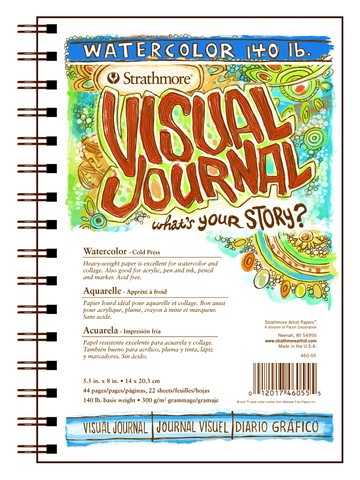 WATERCOLOR 140 lb.
Strathmore®
VISUAL
JOURNAL
what's YOUR STORY?
Watercolor - Cold Press
Heavy-weight paper is excellent for watercolor and
collage. Also good for acrylic, pen and ink, pencil
and marker. Acid free.
Aquarelle - Apprêté à froid
Papier lourd idéal pour aquarelle et collage. Bon aussi
pour acrylique, plume, crayon à mine et marqueur.
Sans acide.
Acuarela - Impresión fría
Papel resistente excelente para acuarela y collage.
También bueno para acrílico, pluma y tinta, lápiz
y marcadores. Sin ácido.
Strathmore Artist Papers™
A division of Pacon Corporation
Neenah, WI 54956
www.strathmoreartist.com
Made in the U.S.A.
460-55
5.5 in. x 8 in. • 14 x 20.3 cm
44 pages/pages/páginas, 22 sheets/feuilles/hojas
140 lb. basis weight • 300 g/m² grammage/gramaje
0 12017 46055 5
VISUAL JOURNAL JOURNAL VISUEL DIARIO GRÁFICO